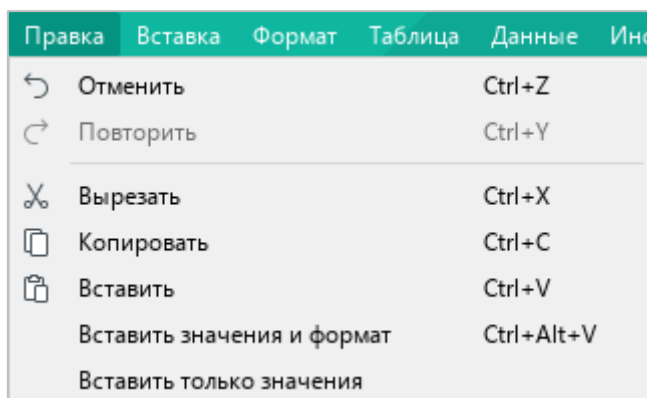 Правка Вставка Формат Таблица Данные
Отменить Ctrl+Z
Повторить Ctrl+Y
Вырезать Ctrl+X
Копировать Ctrl+C
Вставить Ctrl+V
Вставить значения и формат Ctrl+Alt+V
Вставить только значения